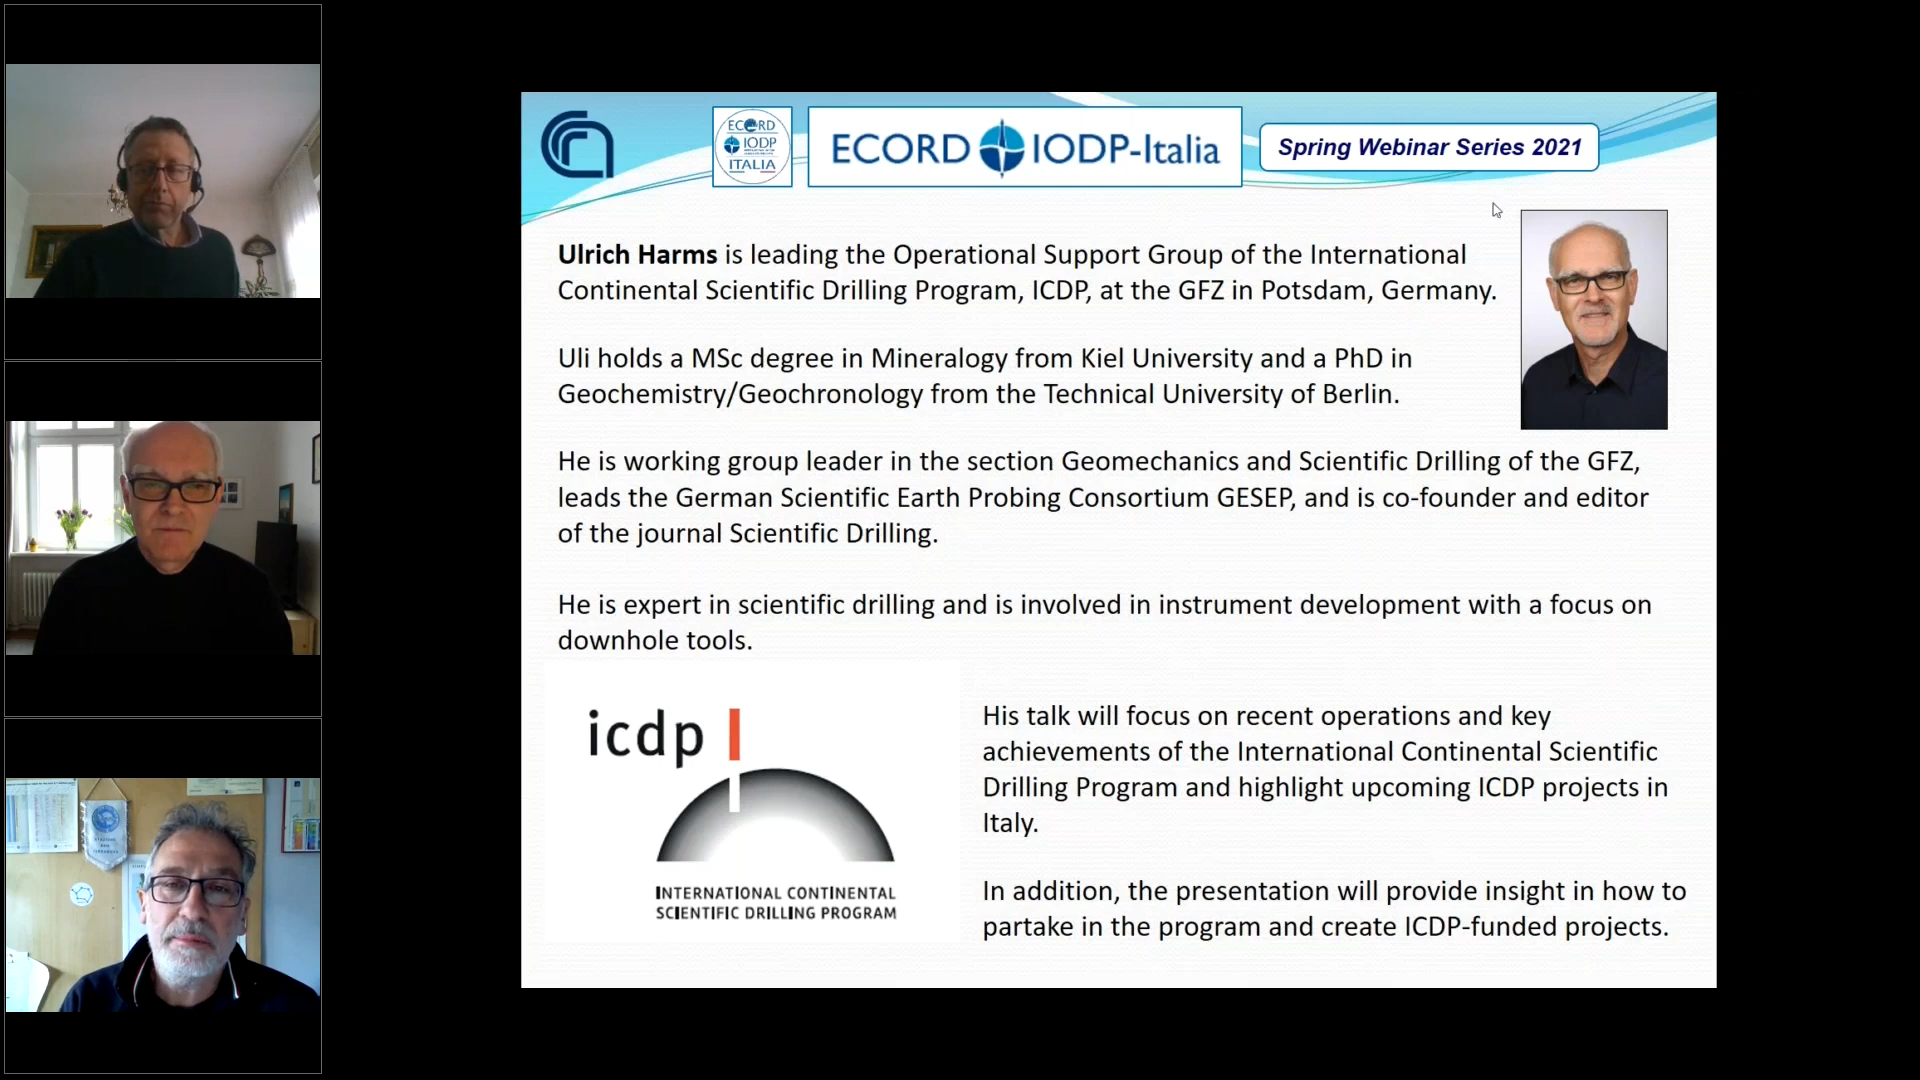 ECORD
IODP
ITALIA
ECORD IODP-Italia
Spring Webinar Series 2021
Ulrich Harms is leading the Operational Support Group of the International
Continental Scientific Drilling Program, ICDP, at the GFZ in Potsdam, Germany.
Uli holds a MSc degree in Mineralogy from Kiel University and a PhD in
Geochemistry/Geochronology from the Technical University of Berlin.
He is working group leader in the section Geomechanics and Scientific Drilling of the GFZ,
leads the German Scientific Earth Probing Consortium GESEP, and is co-founder and editor
of the journal Scientific Drilling.
He is expert in scientific drilling and is involved in instrument development with a focus on
downhole tools.
icdp
INTERNATIONAL CONTINENTAL
SCIENTIFIC DRILLING PROGRAM
His talk will focus on recent operations and key
achievements of the International Continental Scientific
Drilling Program and highlight upcoming ICDP projects in
Italy.
In addition, the presentation will provide insight in how to
partake in the program and create ICDP-funded projects.